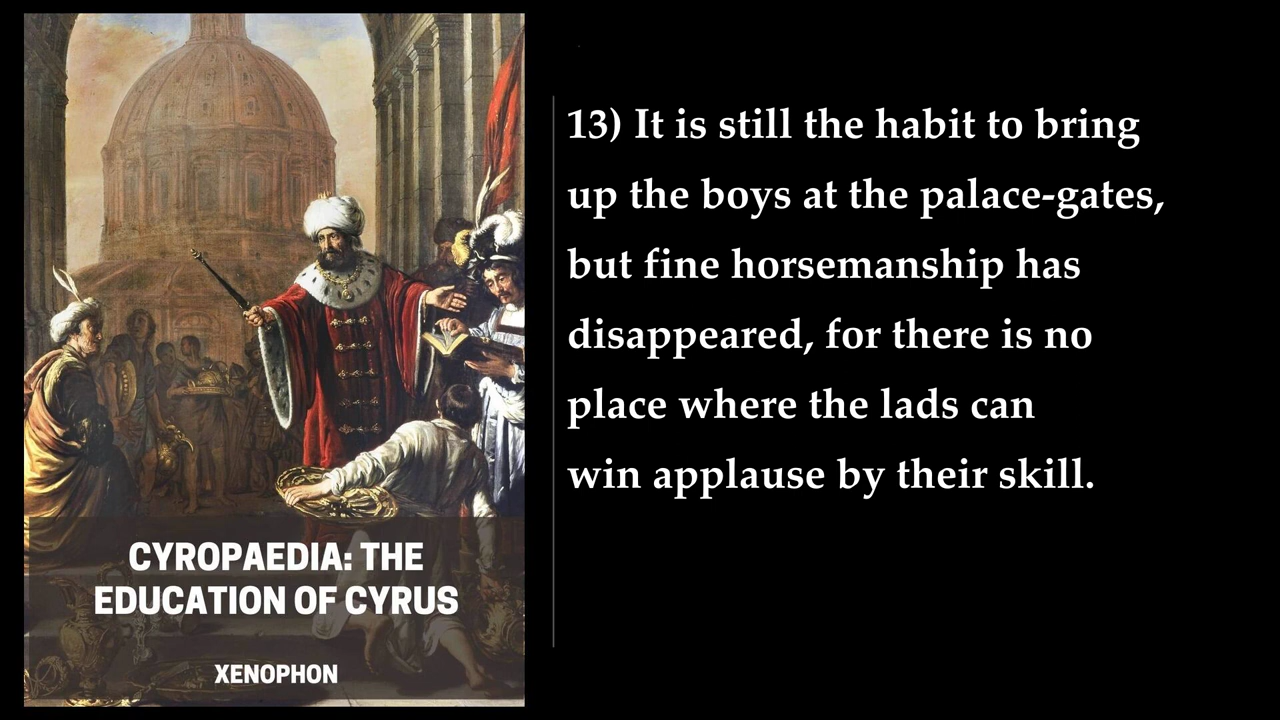 13) It is still the habit to bring
up the boys at the palace-gates,
but fine horsemanship has
disappeared, for there is no
place where the lads can
win applause by their skill.
CYROPAEDIA: THE
EDUCATION OF CYRUS
XENOPHON